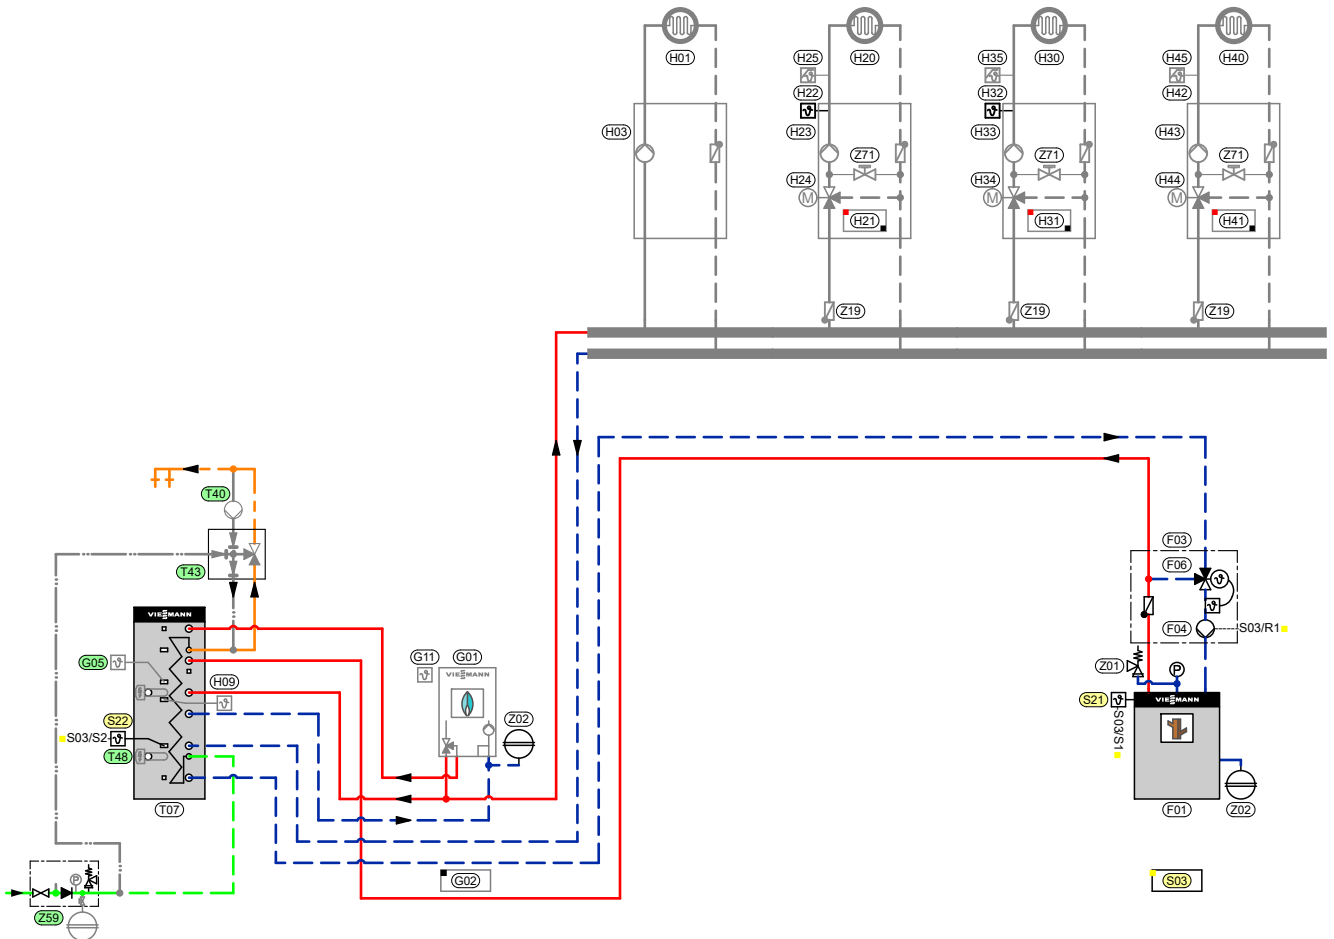 H01
H25
H20
H35
H30
H45
H40
H22
H32
H42
H03
H23
H33
H43
Z71
Z71
Z71
H24
H34
H44
M
M
M
H21
H31
H41
Z19
Z19
Z19
T40
T43
F03
F06
F04
S03/R1
VIESMANN
G05
H09
G11
G01
VIESMANN
Z01
P
S22
S03/S2
Z02
S21
VIESMANN
S03/S1
T48
T07
F01
Z02
P
G02
S03
Z59